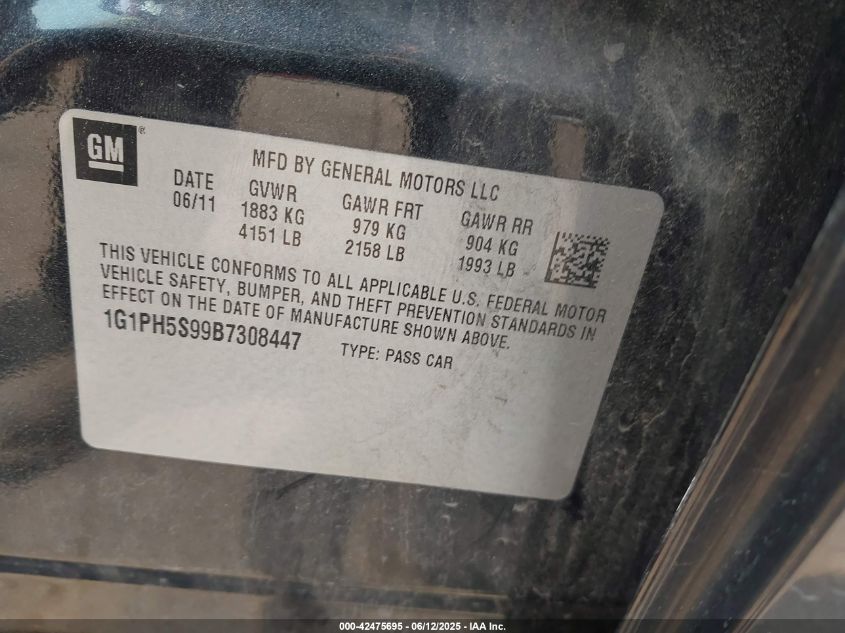 GM ®
MFD BY GENERAL MOTORS LLC
DATE GVWR GAWR FRT GAWR RR
06/11 1883 KG 979 KG 904 KG
4151 LB 2158 LB 1993 LB
THIS VEHICLE CONFORMS TO ALL APPLICABLE U.S. FEDERAL MOTOR
VEHICLE SAFETY, BUMPER, AND THEFT PREVENTION STANDARDS IN
EFFECT ON THE DATE OF MANUFACTURE SHOWN ABOVE.
1G1PH5S99B7308447 TYPE: PASS CAR
000-42475695 - 06/12/2025 - IAA Inc.